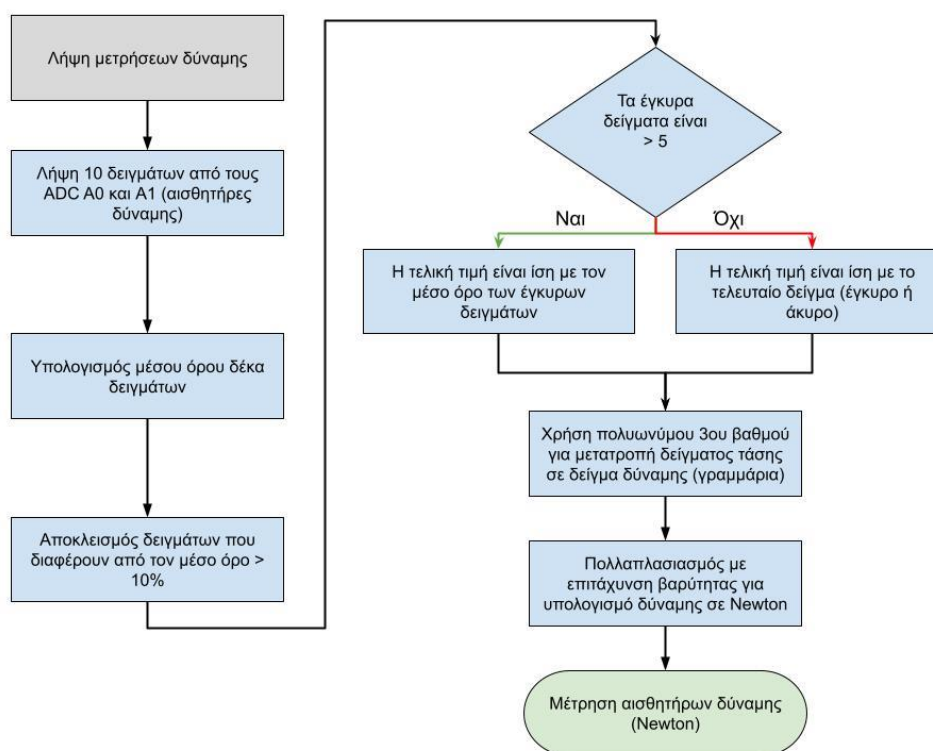 Λήψη μετρήσεων δύναμης
Λήψη 10 δειγμάτων από τους
ADC A0 και A1 (αισθητήρες
δύναμης)
Υπολογισμός μέσου όρου δέκα
δειγμάτων
Αποκλεισμός δειγμάτων που
διαφέρουν από τον μέσο όρο >
10%
Τα έγκυρα
δείγματα είναι
> 5
Ναι
Όχι
Η τελική τιμή είναι ίση με τον
μέσο όρο των έγκυρων
δειγμάτων
Η τελική τιμή είναι ίση με το
τελευταίο δείγμα (έγκυρο ή
άκυρο)
Χρήση πολυωνύμου 3ου βαθμού
για μετατροπή δείγματος τάσης
σε δείγμα δύναμης (γραμμάρια)
Πολλαπλασιασμός με
επιτάχυνση βαρύτητας για
υπολογισμό δύναμης σε Newton
Μέτρηση αισθητήρων δύναμης
(Newton)